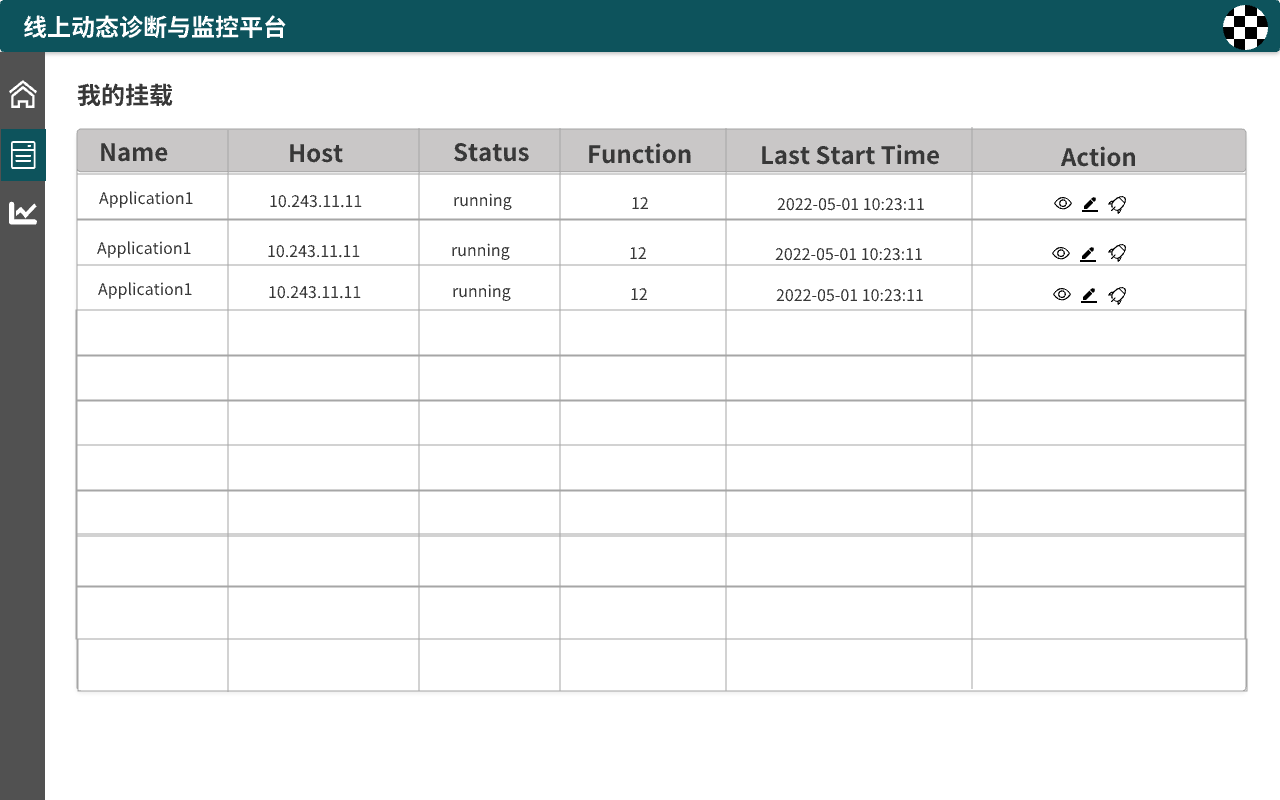 线上动态诊断与监控平台
我的挂载
Name Host Status Function Last Start Time Action
Application1 10.243.11.11 running 12 2022-05-01 10:23:11
Application1 10.243.11.11 running 12 2022-05-01 10:23:11
Application1 10.243.11.11 running 12 2022-05-01 10:23:11